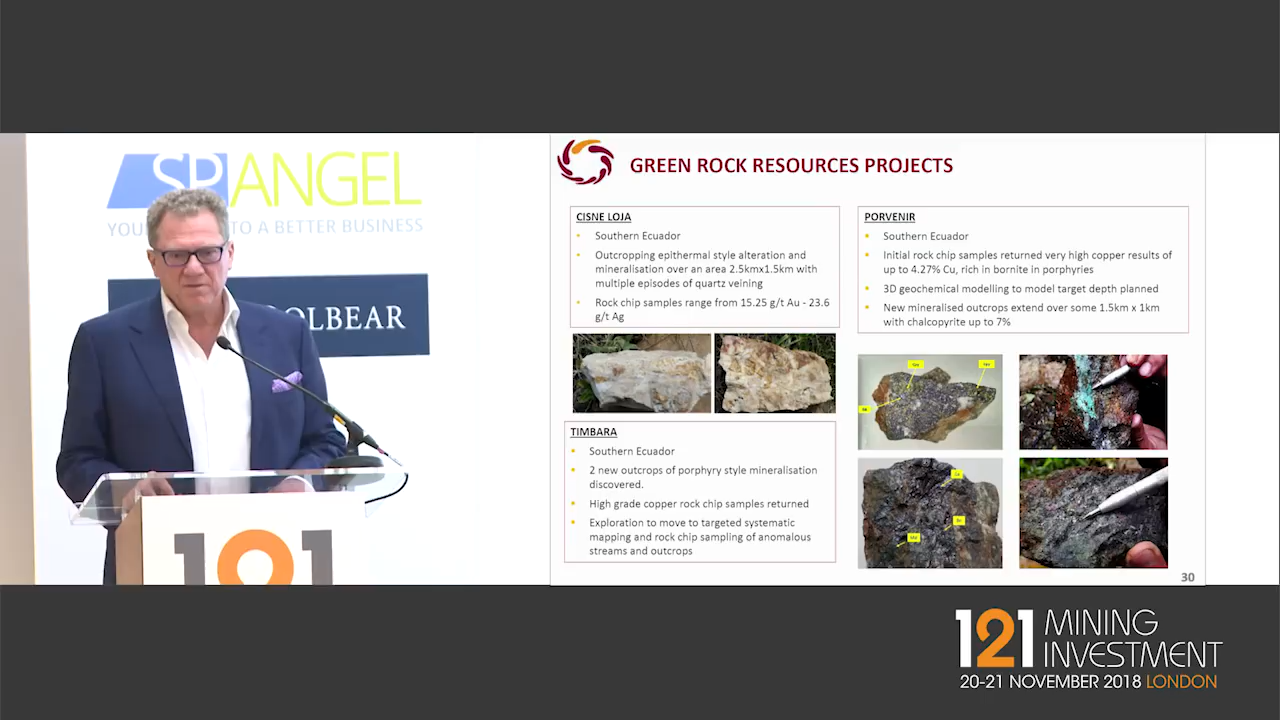 SP ANGEL
TO A BETTER BUSINESS
OLBEAR
121
GREEN ROCK RESOURCES PROJECTS
CISNE LOJA
Southern Ecuador
Outcropping epithermal style alteration and
mineralisation over an area 2.5kmx1.5km with
multiple episodes of quartz veining
Rock chip samples range from 15.25 g/t Au - 23.6
g/t Ag
TIMBARA
Southern Ecuador
2 new outcrops of porphyry style mineralisation
discovered.
High grade copper rock chip samples returned
Exploration to move to targeted systematic
mapping and rock chip sampling of anomalous
streams and outcrops
PORVENIR
Southern Ecuador
Initial rock chip samples returned very high copper results of
up to 4.27% Cu, rich in bornite in porphyries
3D geochemical modelling to model target depth planned
New mineralised outcrops extend over some 1.5km x 1km
with chalcopyrite up to 7%
30
121 MINING
INVESTMENT
20-21 NOVEMBER 2018 LONDON